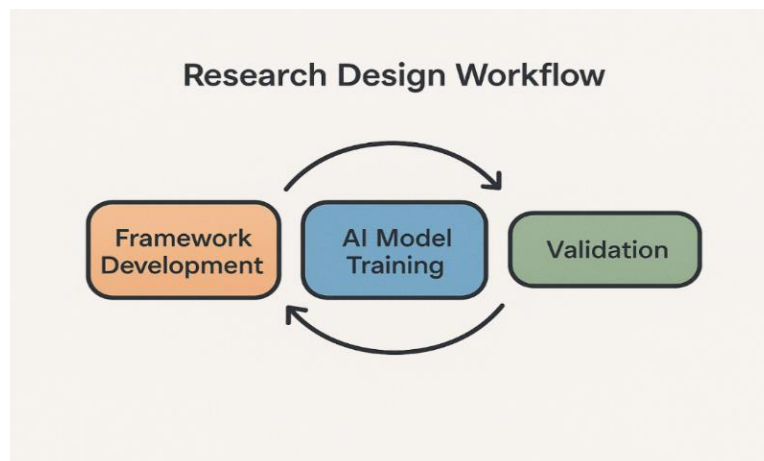 Research Design Workflow
Framework
Development
AI Model
Training
Validation